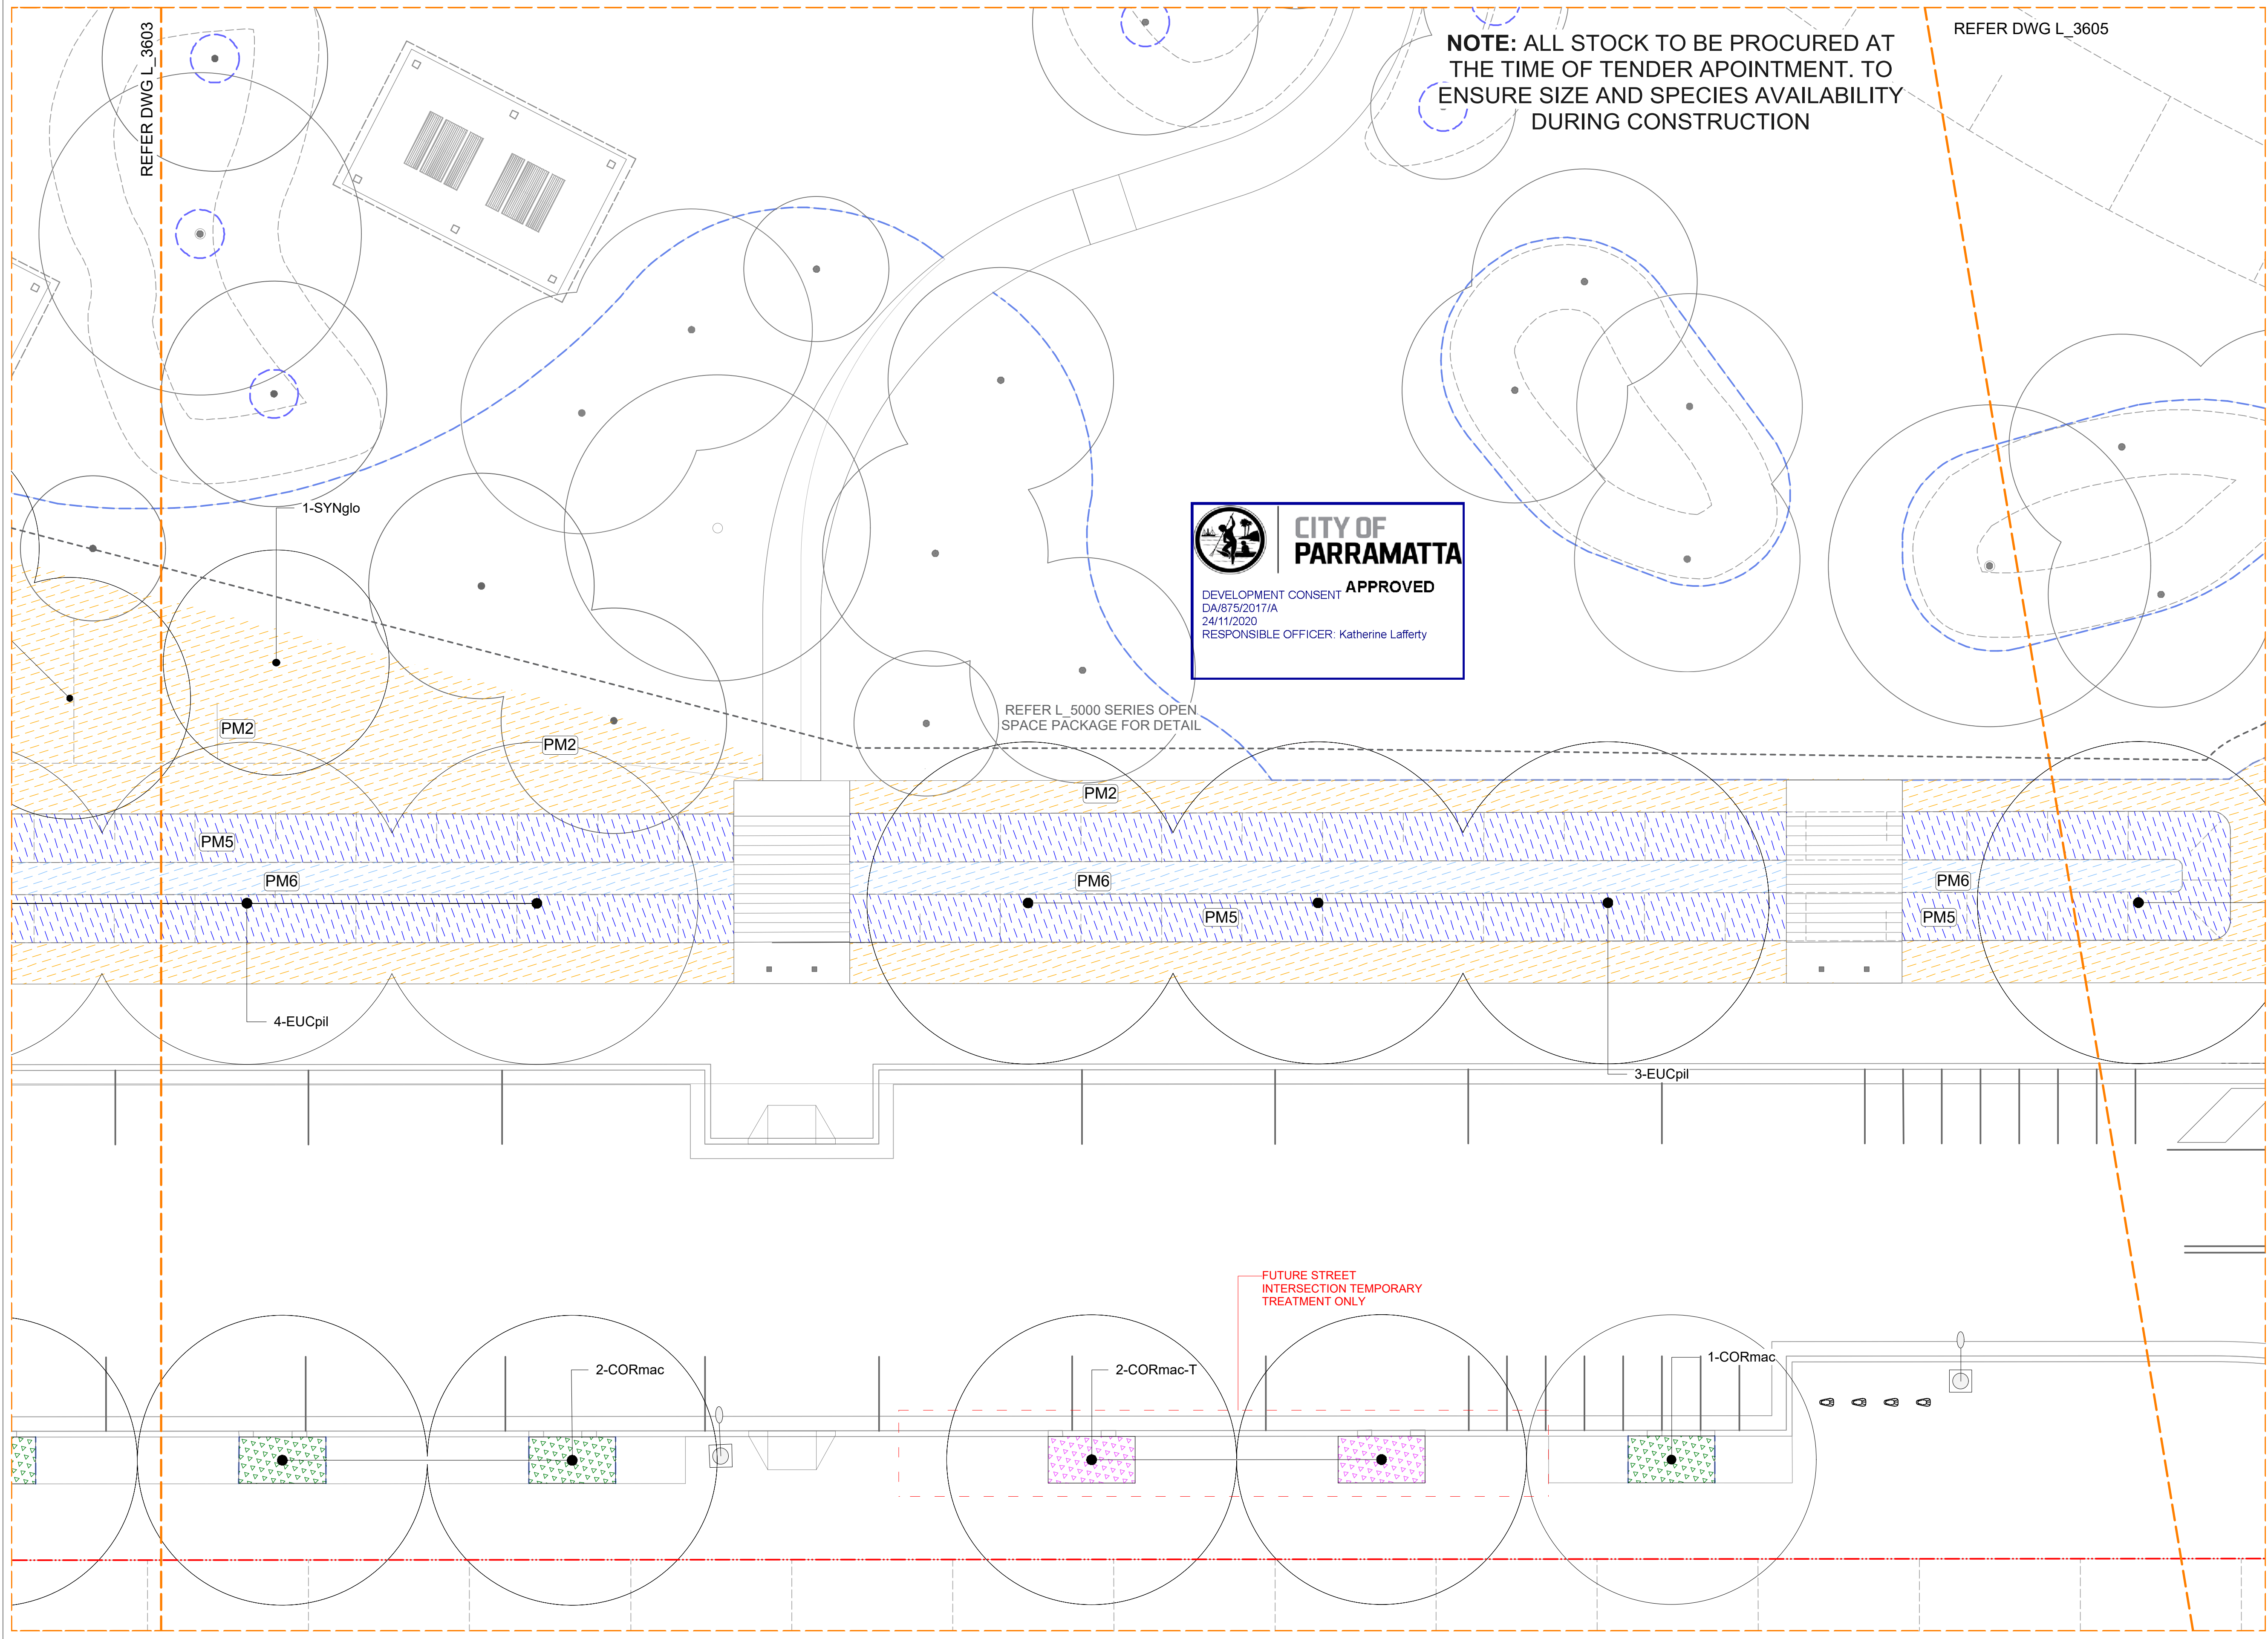 REFER DWG L_3603
NOTE: ALL STOCK TO BE PROCURED AT
THE TIME OF TENDER APOINTMENT. TO
ENSURE SIZE AND SPECIES AVAILABILITY
DURING CONSTRUCTION
REFER DWG L_3605
1-SYNglo
CITY OF
PARRAMATTA
APPROVED
DEVELOPMENT CONSENT
DA/875/2017/A
24/11/2020
RESPONSIBLE OFFICER: Katherine Lafferty
REFER L_5000 SERIES OPEN
SPACE PACKAGE FOR DETAIL
PM2
PM2
PM2
PM5
PM6
PM6
PM6
PM5
PM5
4-EUCpil
3-EUCpil
FUTURE STREET
INTERSECTION TEMPORARY
TREATMENT ONLY
2-CORmac
2-CORmac-T
1-CORmac